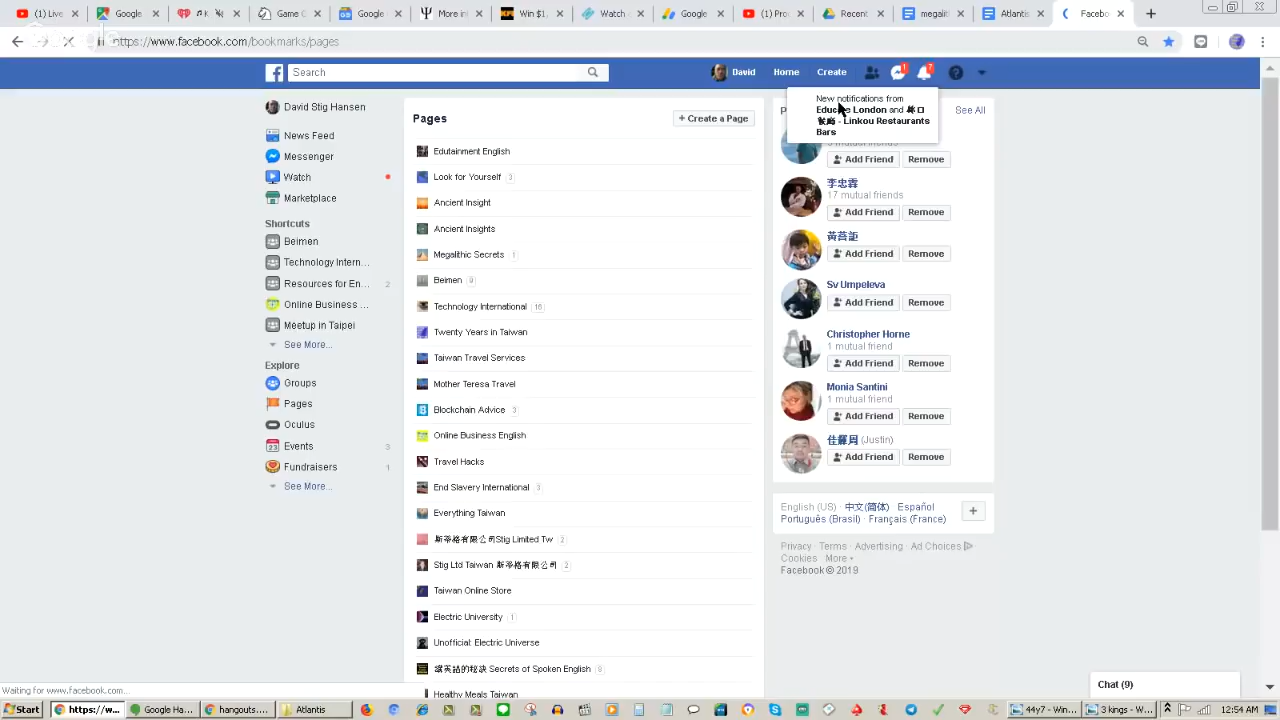 (1) Live
Google
Game C
Google
Win 10.
Watch
Google
Record
megali
Atlantis
Facebo
https://www.facebook.com/bookmarks/pages
Search
David
Home
Create
1
7
New notifications from
Educate London and 林口
餐廳 - Linkou Restaurants
Bars
See All
David Stig Hansen
News Feed
Messenger
Watch
Marketplace
Shortcuts
Beimen
Technology Intern...
Resources for En... 2
Online Business ...
Meetup in Taipei
See More...
Explore
Groups
Pages
Oculus
Events 3
Fundraisers 1
See More...
Pages
+ Create a Page
Edutainment English
Look for Yourself 3
Ancient Insight
Ancient Insights
Megalithic Secrets 1
Beimen 9
Technology International 16
Twenty Years in Taiwan
Taiwan Travel Services
Mother Teresa Travel
Blockchain Advice 3
Online Business English
Travel Hacks
End Slavery International 3
Everything Taiwan
斯蒂格有限公司Stig Limited Tw 2
Stig Ltd Taiwan 斯蒂格有限公司 2
Taiwan Online Store
Electric University 1
Unofficial: Electric Universe
講英語的秘訣 Secrets of Spoken English 8
Healthy Meals Taiwan
Add Friend Remove
李忠霖
17 mutual friends
Add Friend Remove
Add Friend Remove
Sv Umpeleva
Add Friend Remove
Christopher Horne
1 mutual friend
Add Friend Remove
Monia Santini
1 mutual friend
Add Friend Remove
(Justin)
Add Friend Remove
English (US) · 中文(简体) · Español ·
Português (Brasil) · Français (France)
+
Privacy · Terms · Advertising · Ad Choices
Cookies · More
Facebook © 2019
Chat (9)
Waiting for www.facebook.com...
Start
https://w...
Google Ha...
hangouts....
Atlantis
44y7 - Win...
3 kings - W...
12:54 AM